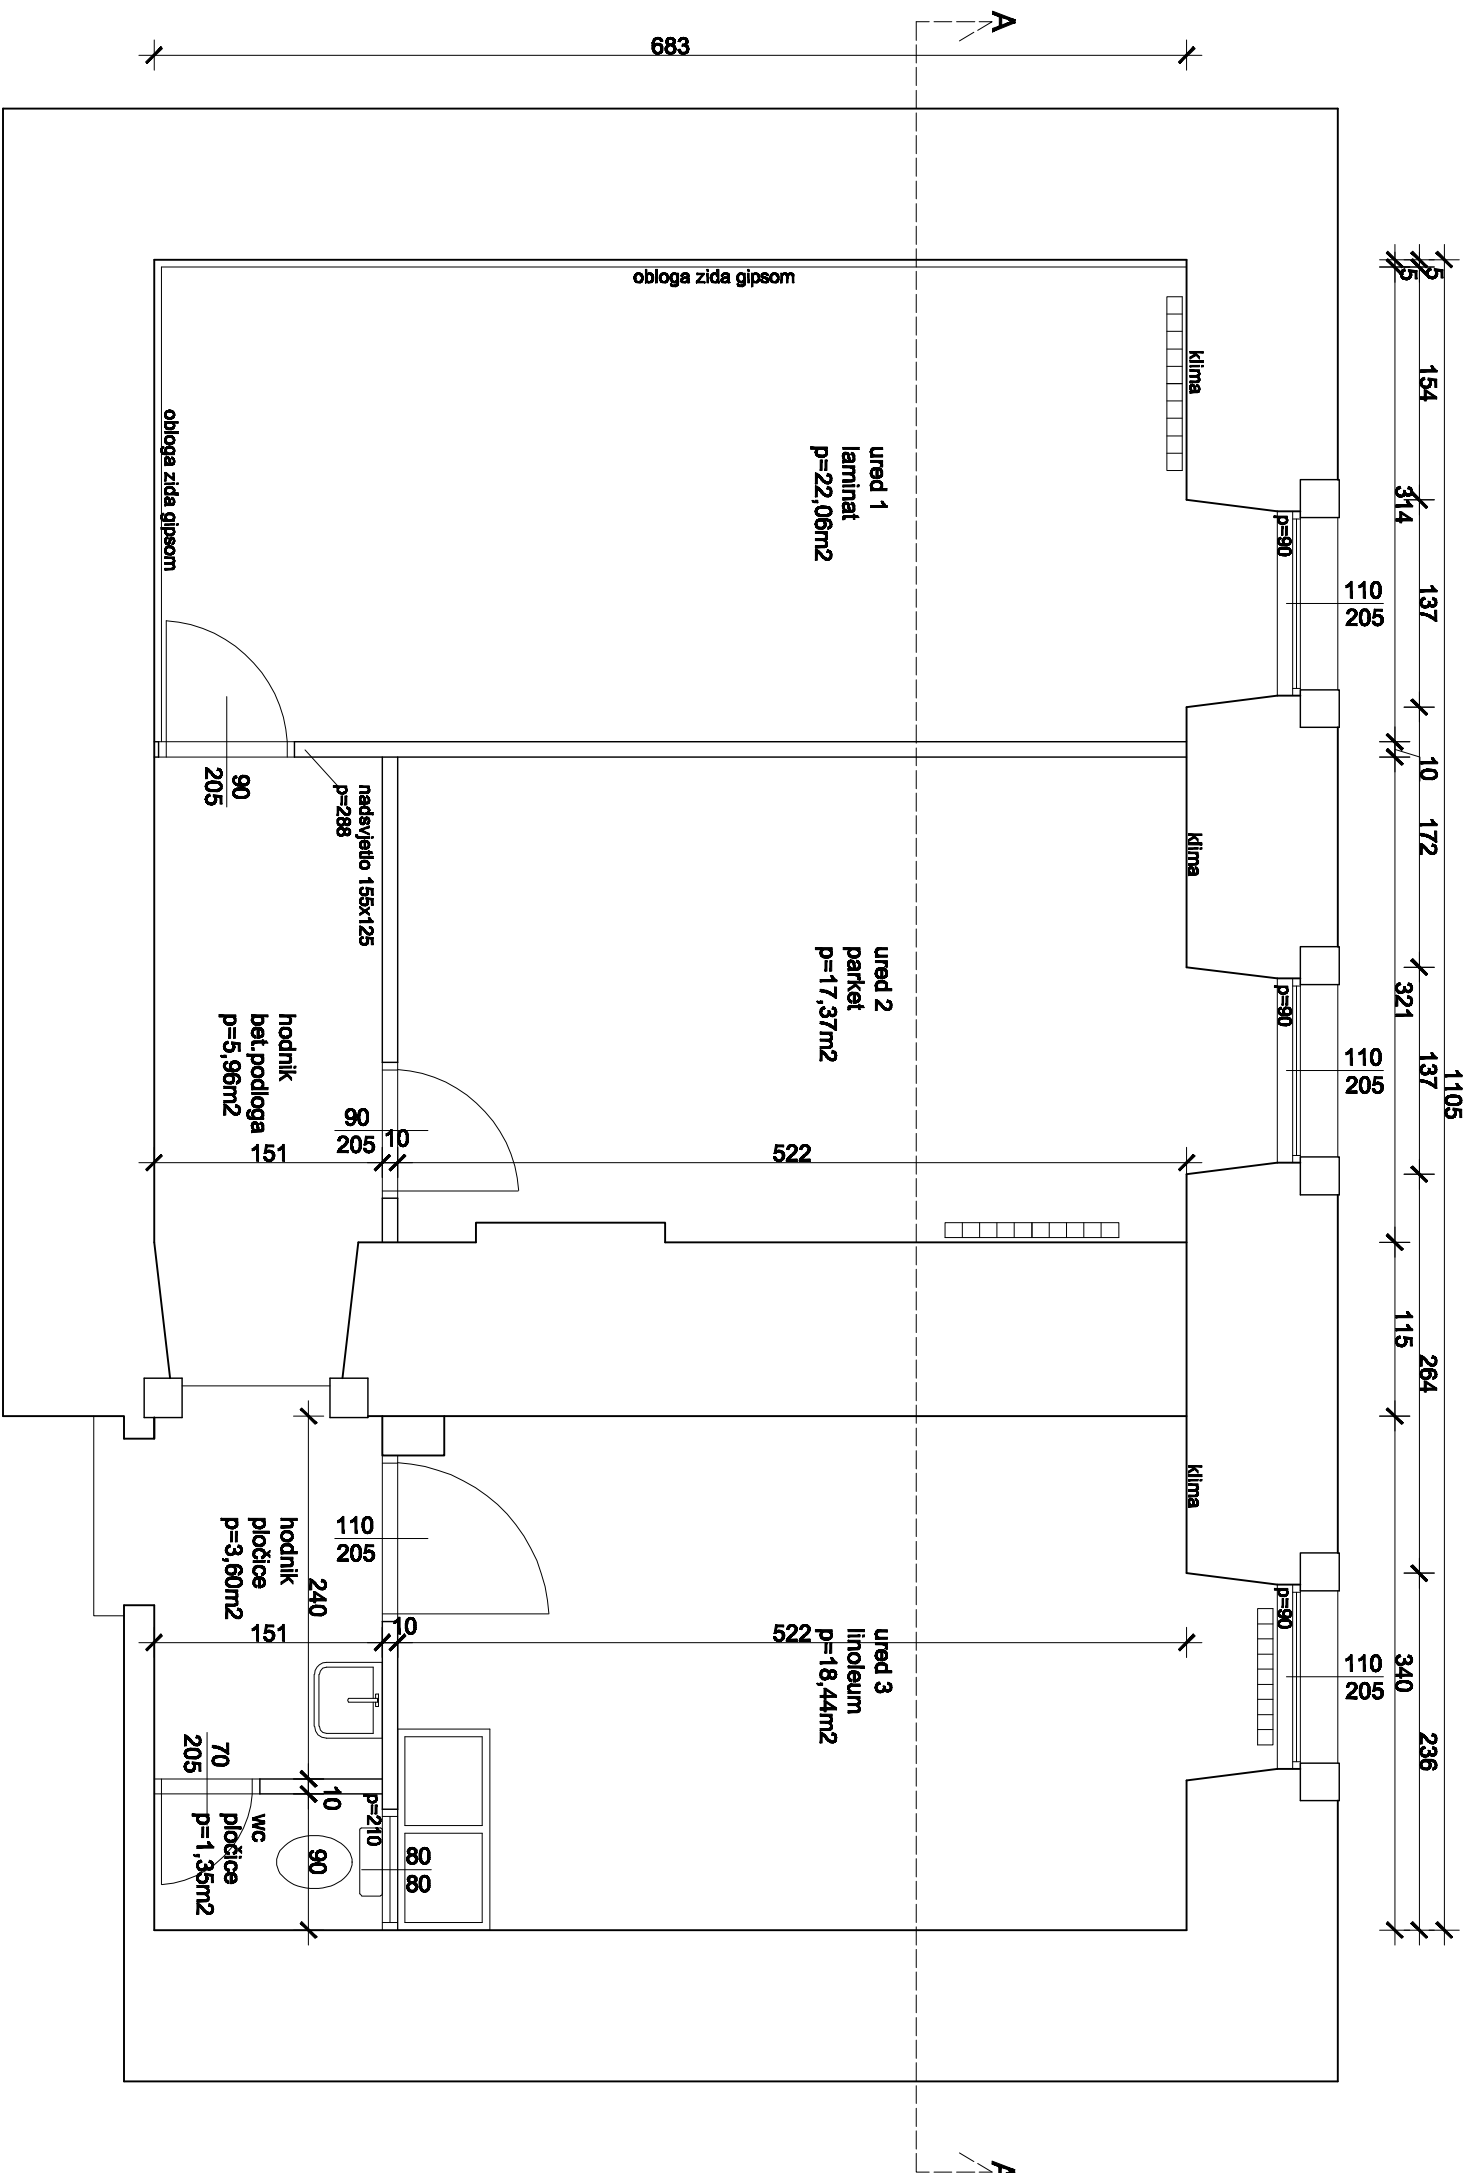 A
683
obloga zida gipsom
obloga zida gipsom
klima
ured 1
laminat
p=22,06m2
p=90
110
205
5
5
154
314
137
10
172
321
137
1105
115
264
340
236
90
205
nadsvjetlo 155x125
p=288
klima
ured 2
parket
p=17,37m2
p=90
110
205
hodnik
bet.podloga
p=5,96m2
90
205
10
151
522
klima
hodnik
pločice
p=3,60m2
110
205
240
151
10
522
ured 3
linoleum
p=18,44m2
p=90
110
205
70
205
10
p=210
wc
pločice
p=1,35m2
90
80
80
A